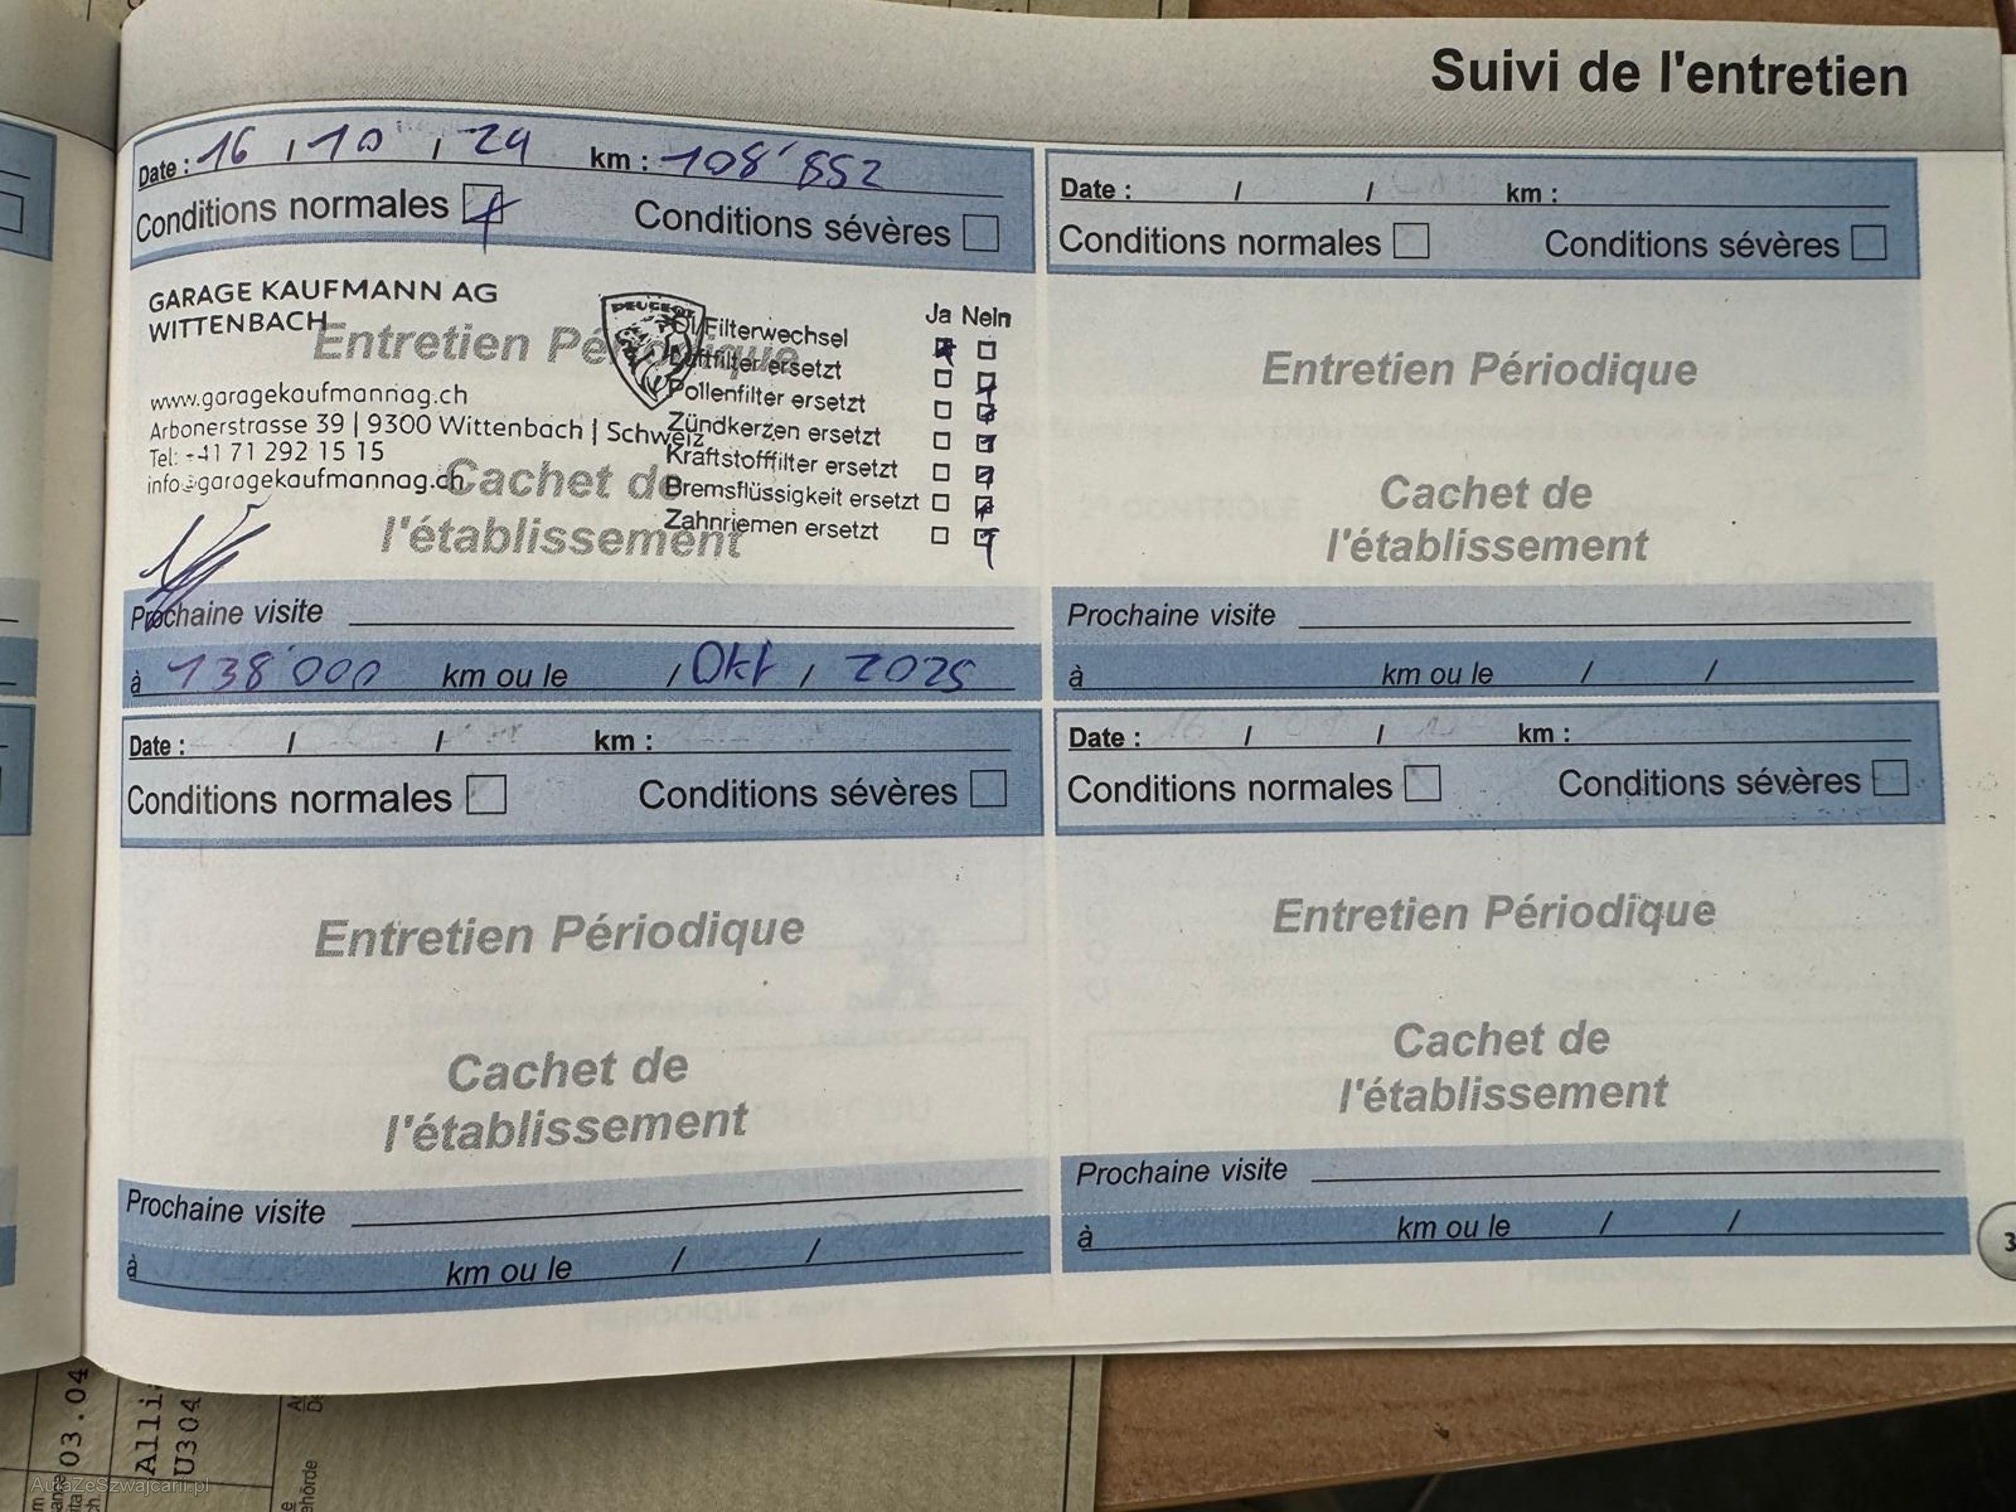 Suivi de l'entretien
Date : 16 / 10 / 24 km : 108'852
Conditions normales Conditions sévères
GARAGE KAUFMANN AG
WITTENBACH
Entretien Périodique
www.garagekaufmannag.ch
Arbonerstrasse 39 | 9300 Wittenbach | Schweiz
Tel: +41 71 292 15 15
info@garagekaufmannag.ch
Cachet de
l'établissement
PEUGEOT
Ja Nein
Öl/Filterwechsel
Luftfilter ersetzt
Pollenfilter ersetzt
Zündkerzen ersetzt
Kraftstofffilter ersetzt
Bremsflüssigkeit ersetzt
Zahnriemen ersetzt
Prochaine visite
à 138'000 km ou le / Okt / 2025
Date : / / km :
Conditions normales Conditions sévères
Entretien Périodique
Cachet de
l'établissement
Prochaine visite
à km ou le / /
Date : / / km :
Conditions normales Conditions sévères
Entretien Périodique
Cachet de
l'établissement
Prochaine visite
à km ou le / /
Date : / / km :
Conditions normales Conditions sévères
Entretien Périodique
Cachet de
l'établissement
Prochaine visite
à km ou le / /
3
03.04
Alli
U304
AutaZeSzwajcarii.pl